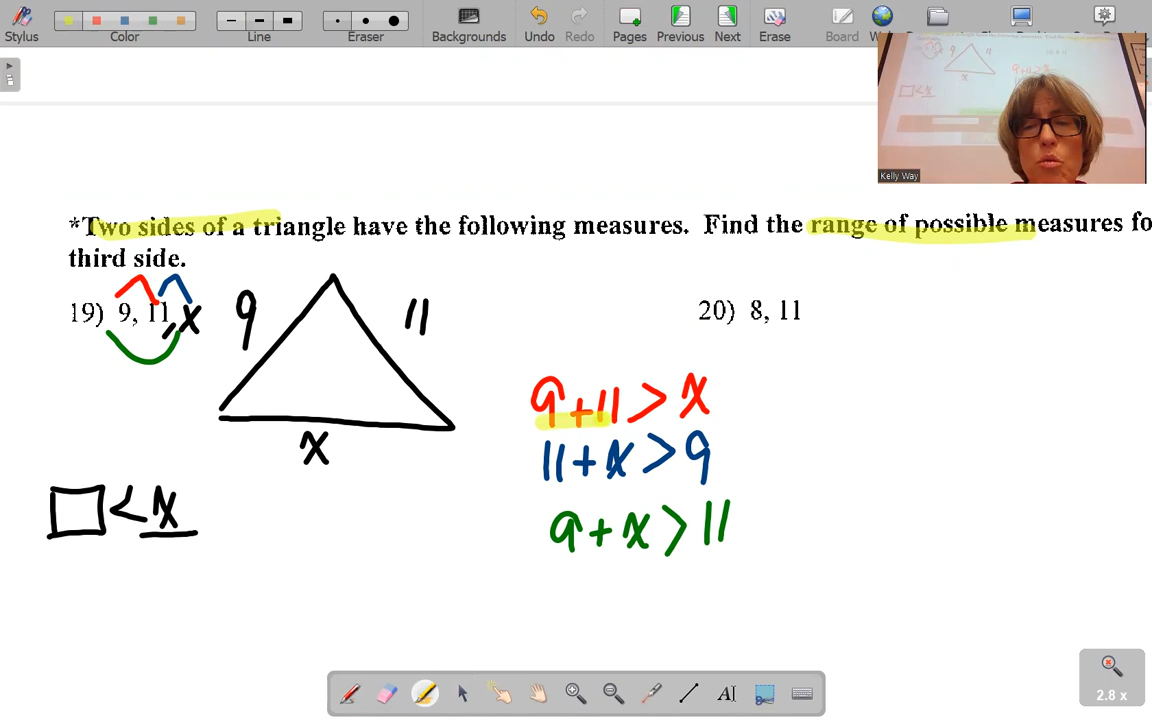 Stylus Color Line Eraser Backgrounds Undo Redo Pages Previous Next Erase Board
Kelly Way
*Two sides of a triangle have the following measures. Find the range of possible measures fo
third side.
19) 9, 11, x
9
11
x
20) 8, 11
9 + 11 > x
11 + x > 9
9 + x > 11
□ < x
2.8 x